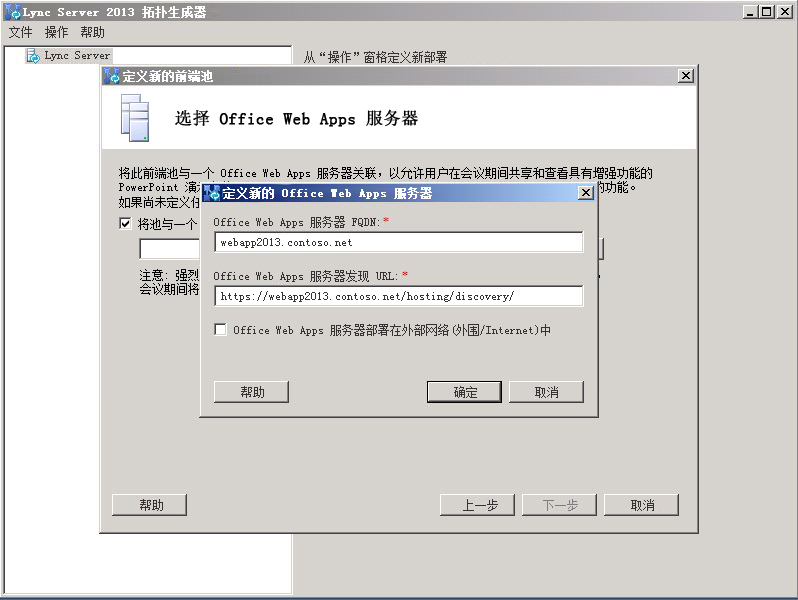 Lync Server 2013 拓扑生成器
文件 操作 帮助
Lync Server
从“操作”窗格定义新部署
定义新的前端池
选择 Office Web Apps 服务器
将此前端池与一个 Office Web Apps 服务器关联，以允许用户在会议期间共享和查看具有增强功能的
PowerPoint 演 的功能。
如果尚未定义
将池与一个
注意: 强烈
会议期间将
定义新的 Office Web Apps 服务器
Office Web Apps 服务器 FQDN:*
webapp2013.contoso.net
Office Web Apps 服务器发现 URL:*
https://webapp2013.contoso.net/hosting/discovery/
Office Web Apps 服务器部署在外部网络(外围/Internet)中
帮助 确定 取消
帮助 上一步 下一步 取消